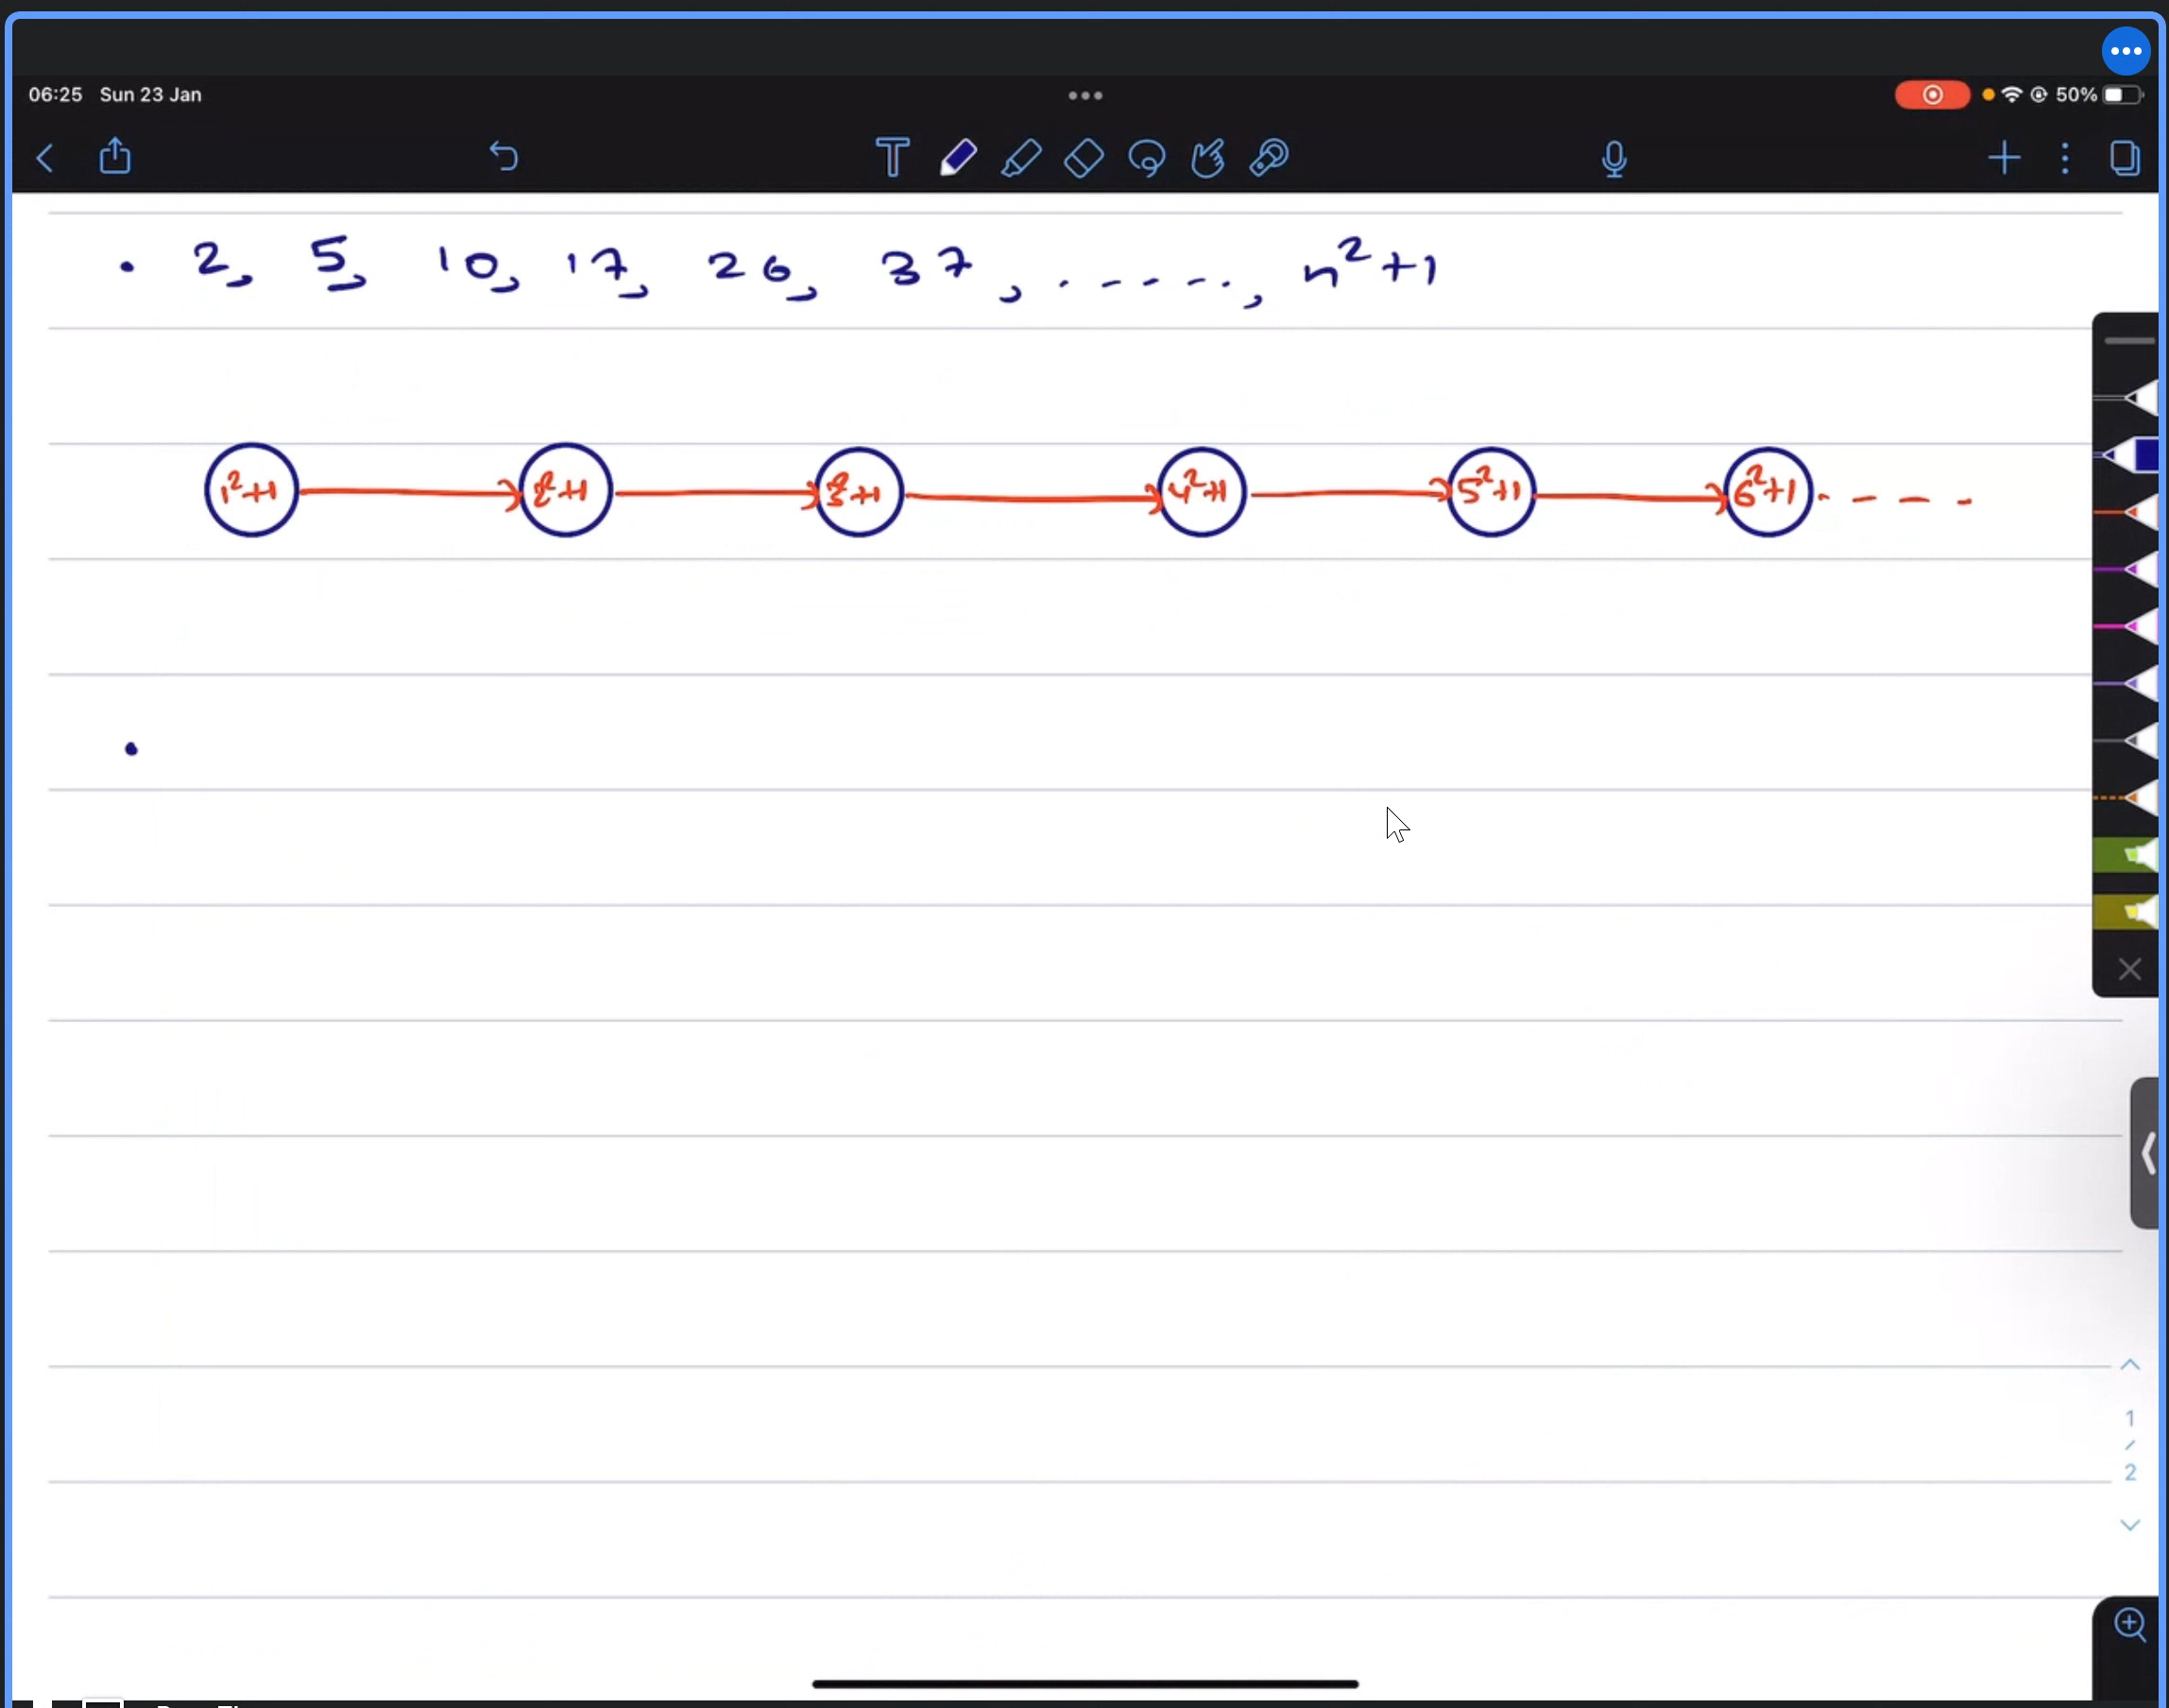 06:25 Sun 23 Jan 50%
• 2, 5, 10, 17, 26, 37, ......, n²+1
1²+1 → 2²+1 → 3²+1 → 4²+1 → 5²+1 → 6²+1 - - - -
•
1
/
2